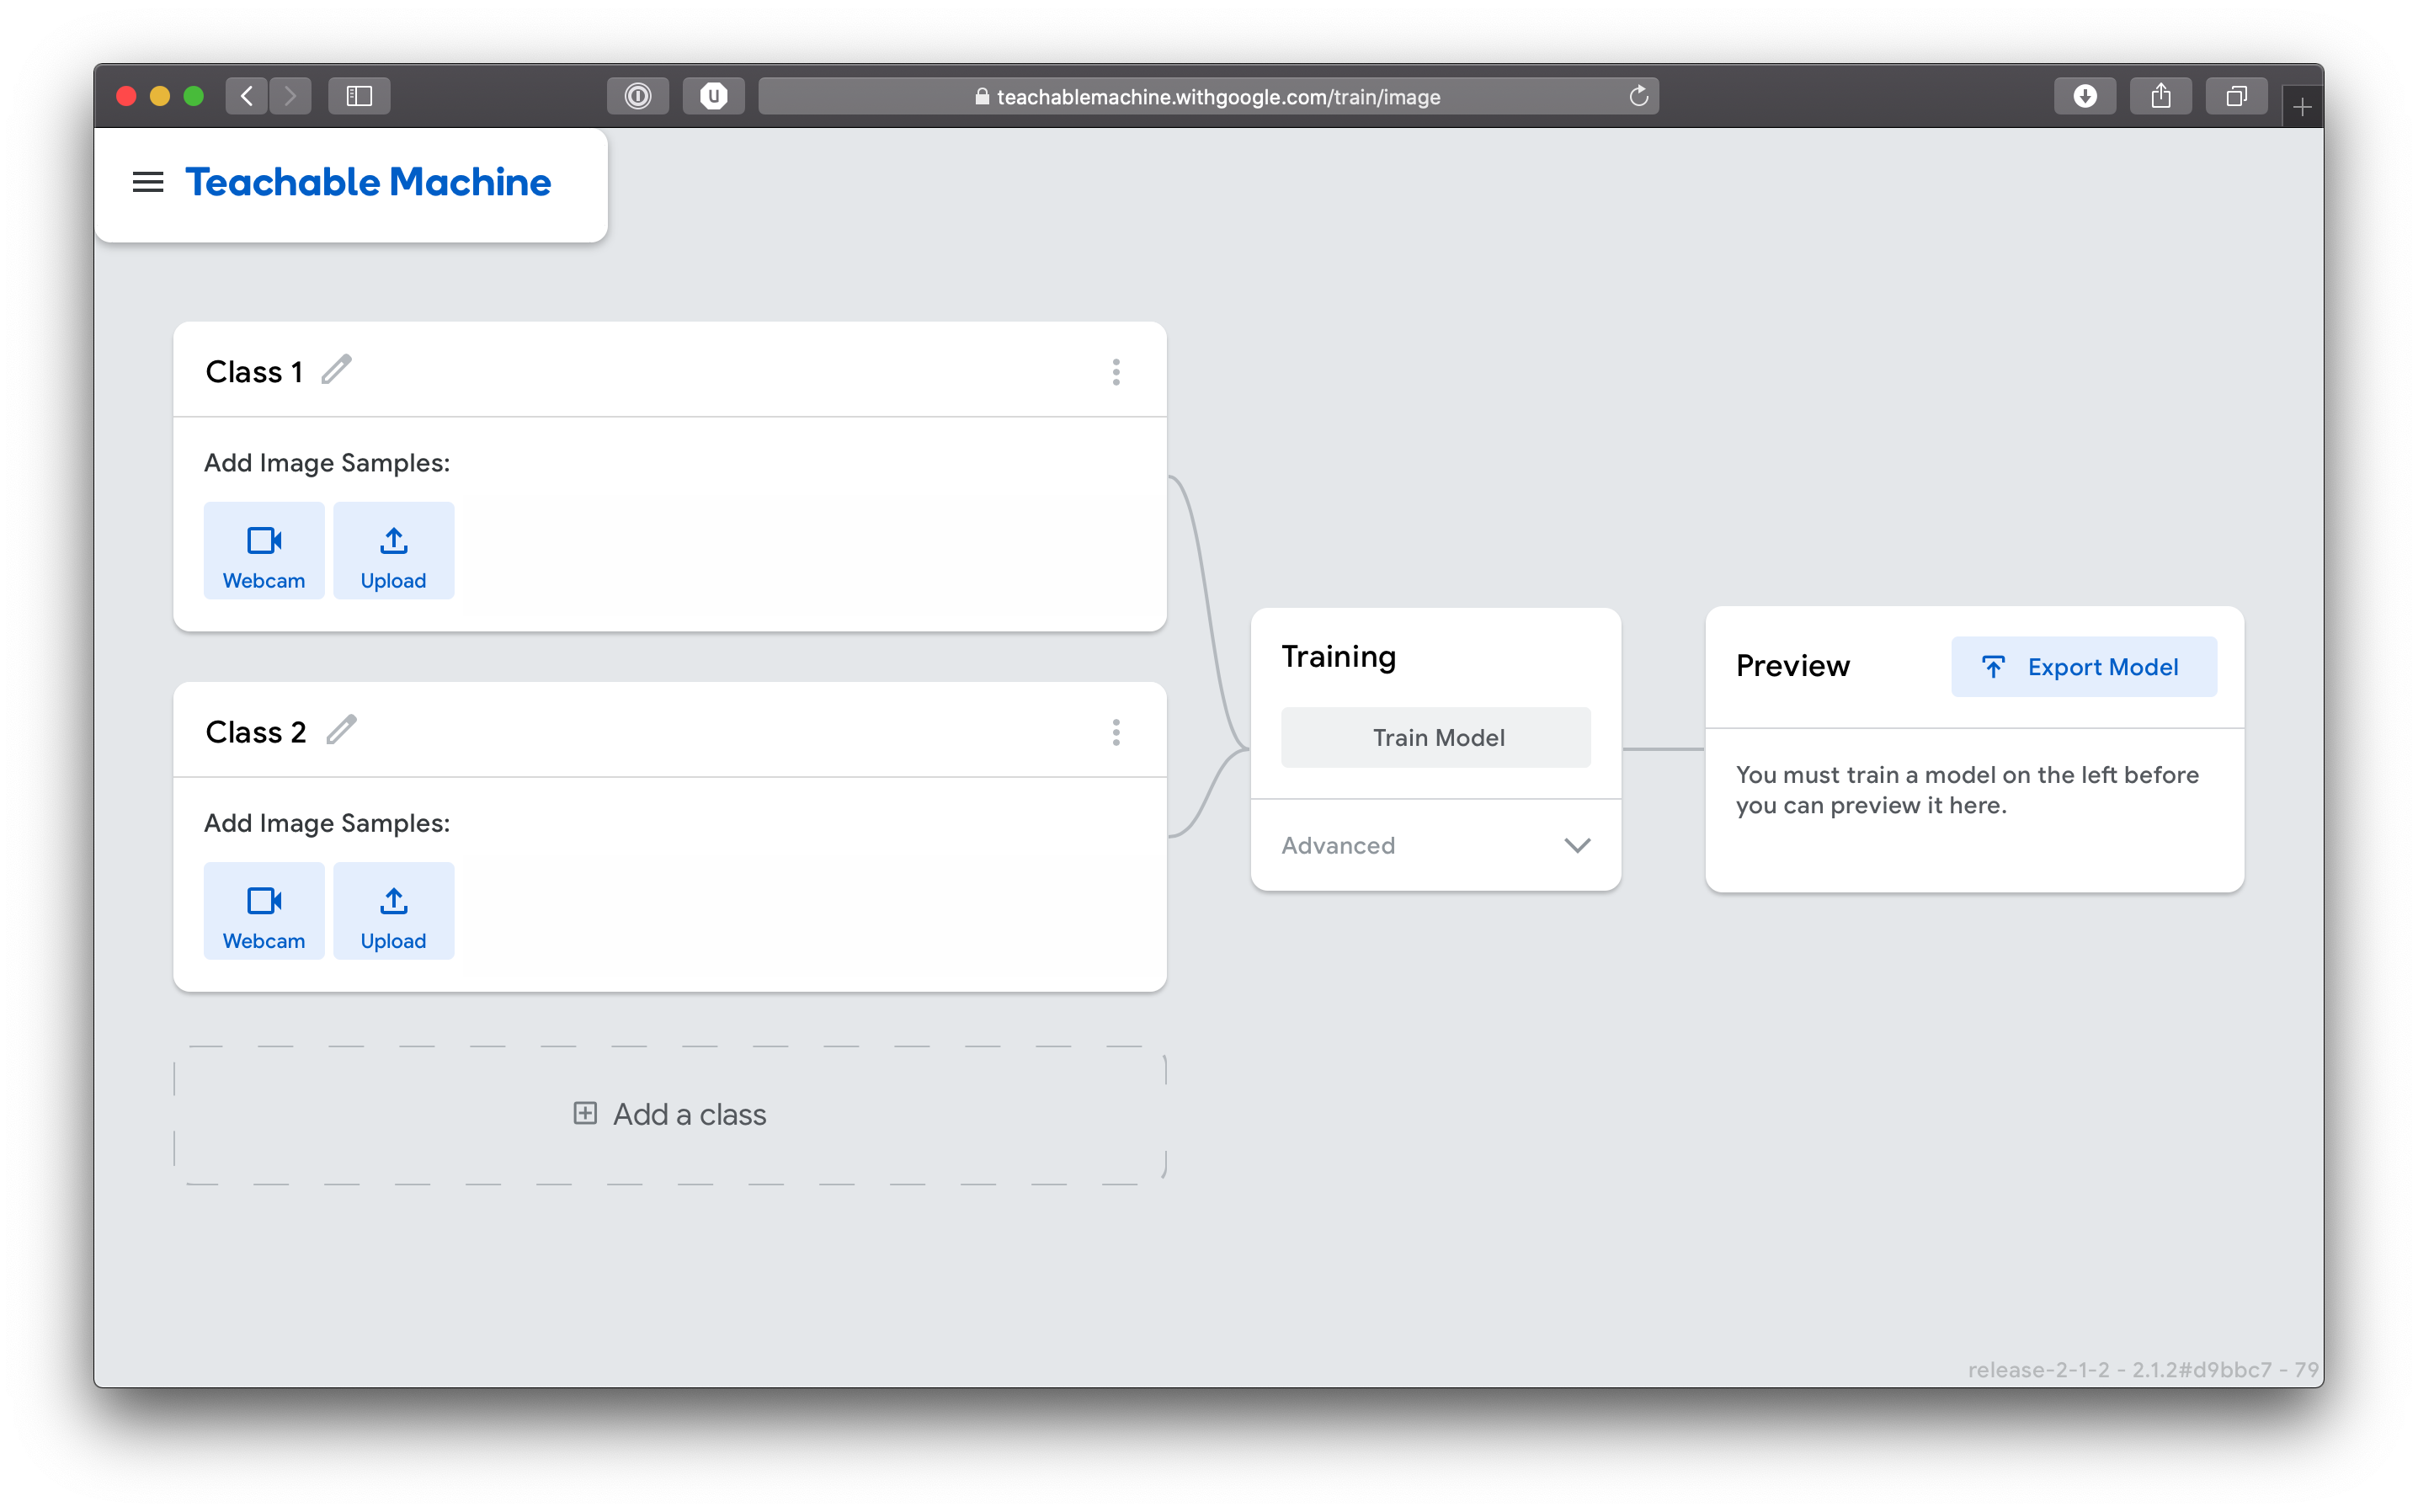 teachablemachine.withgoogle.com/train/image
Teachable Machine
Class 1
Add Image Samples:
Webcam Upload
Class 2
Add Image Samples:
Webcam Upload
Add a class
Training
Train Model
Advanced
Preview Export Model
You must train a model on the left before
you can preview it here.
release-2-1-2 - 2.1.2#d9bbc7 - 79